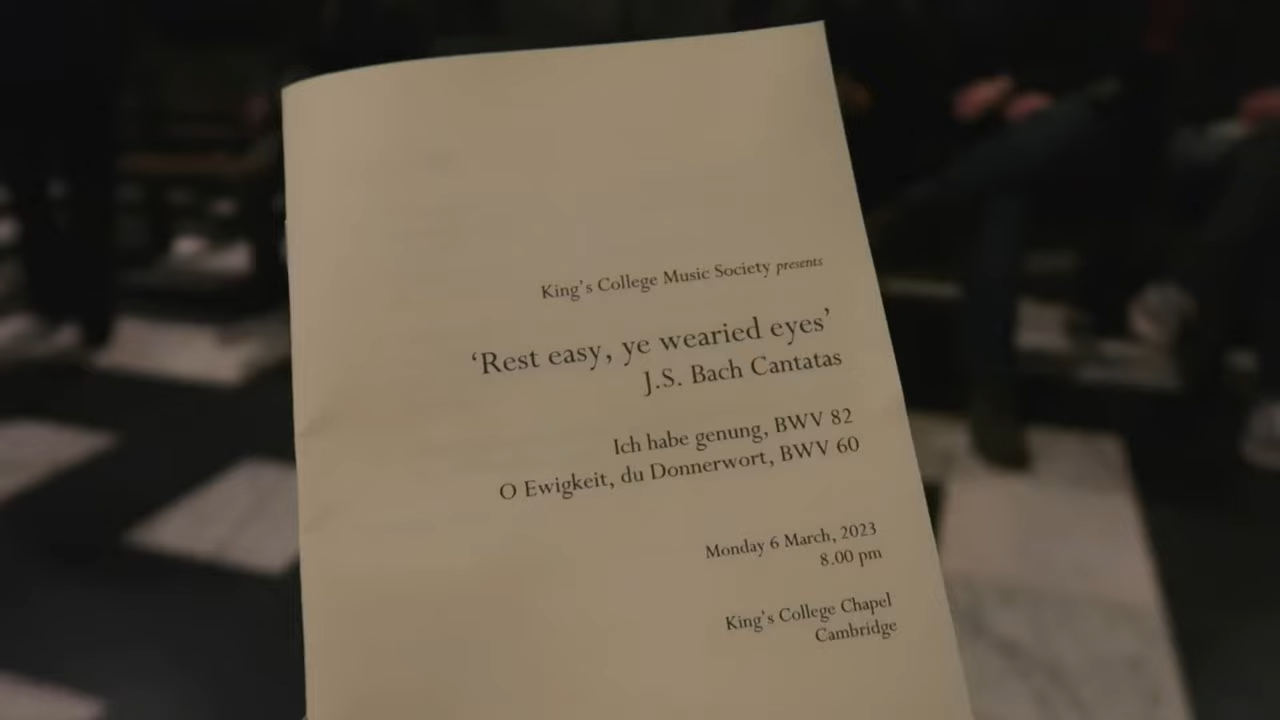 King's College Music Society presents
‘Rest easy, ye wearied eyes’
J.S. Bach Cantatas
Ich habe genung, BWV 82
O Ewigkeit, du Donnerwort, BWV 60
Monday 6 March, 2023
8.00 pm
King's College Chapel
Cambridge